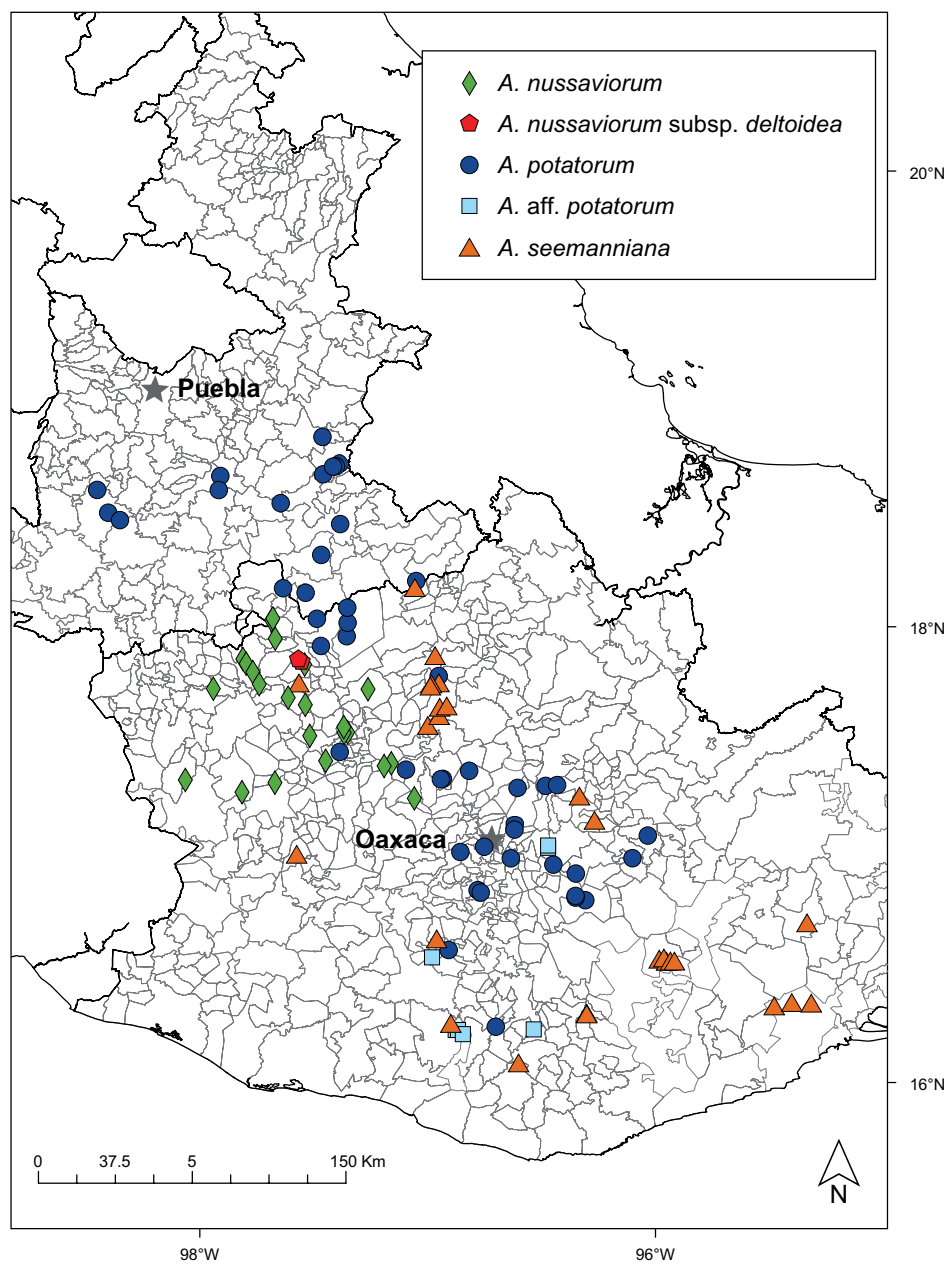 A. nussaviorum
A. nussaviorum subsp. deltoidea
A. potatorum
A. aff. potatorum
A. seemanniana
20°N
Puebla
18°N
Oaxaca
16°N
0 37.5 5 150 Km
N
98°W 96°W